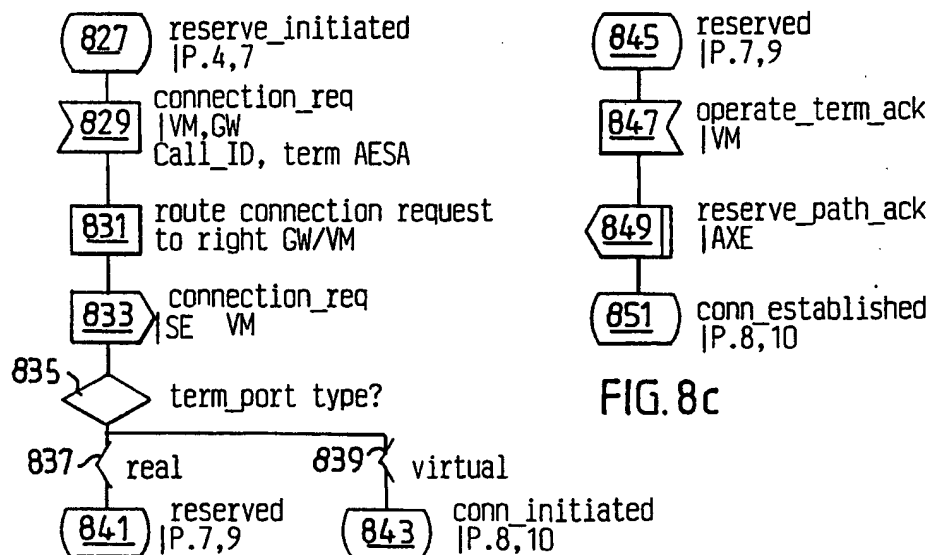 827
reserve_initiated
|P.4,7
829
connection_req
|VM,GW
Call_ID, term AESA
831
route connection request
to right GW/VM
833
connection_req
|SE VM
835
term_port type?
837
real
839
virtual
841
reserved
|P.7,9
843
conn_initiated
|P.8,10
845
reserved
|P.7,9
847
operate_term_ack
|VM
849
reserve_path_ack
|AXE
851
conn_established
|P.8,10
FIG. 8c